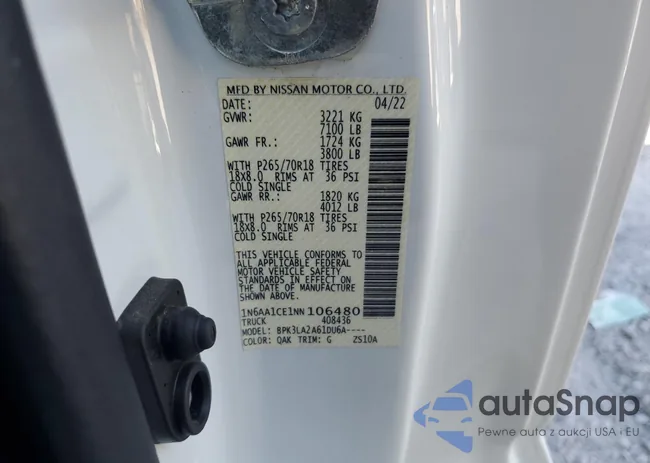 MFD BY NISSAN MOTOR CO., LTD.
DATE: 04/22
GVWR: 3221 KG
7100 LB
GAWR FR.: 1724 KG
3800 LB
WITH P265/70R18 TIRES
18X8.0 RIMS AT 36 PSI
COLD SINGLE
GAWR RR.: 1820 KG
4012 LB
WITH P265/70R18 TIRES
18X8.0 RIMS AT 36 PSI
COLD SINGLE
THIS VEHICLE CONFORMS TO
ALL APPLICABLE FEDERAL
MOTOR VEHICLE SAFETY
STANDARDS IN EFFECT ON
THE DATE OF MANUFACTURE
SHOWN ABOVE.
1N6AA1CE1NN106480
TRUCK 408436
MODEL: BPK3LA2A61DU6A----
COLOR: QAK TRIM: G ZS10A
autoSnap
Pewne auto z aukcji USA i EU